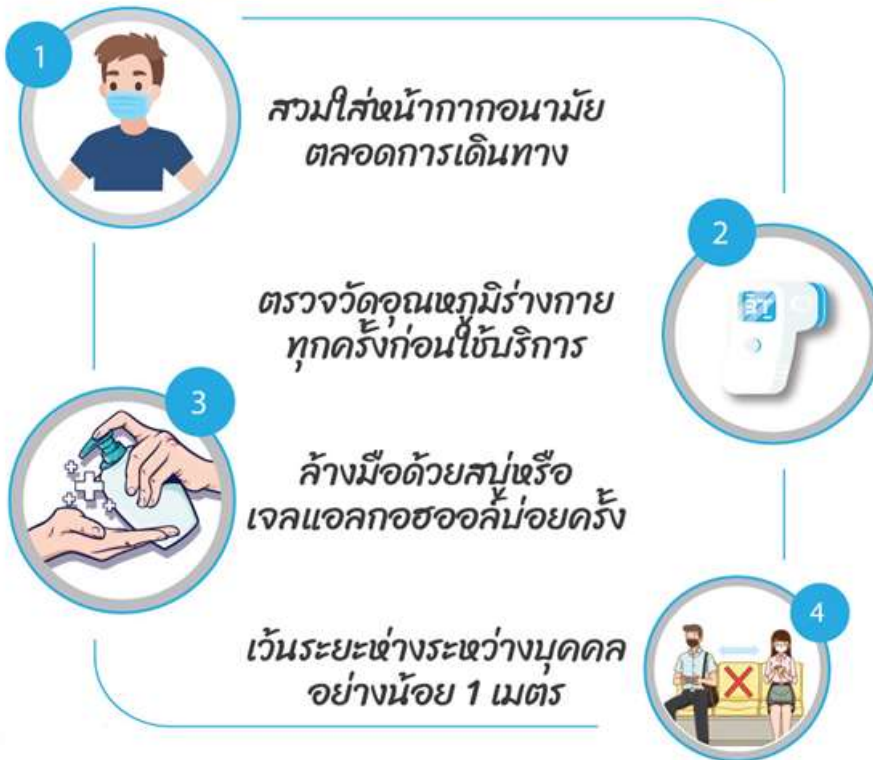 1
สวมใส่หน้ากากอนามัย
ตลอดการเดินทาง
2
ตรวจวัดอุณหภูมิร่างกาย
ทุกครั้งก่อนใช้บริการ
3
ล้างมือด้วยสบู่หรือ
เจลแอลกอฮออล์บ่อยครั้ง
4
เว้นระยะห่างระหว่างบุคคล
อย่างน้อย 1 เมตร